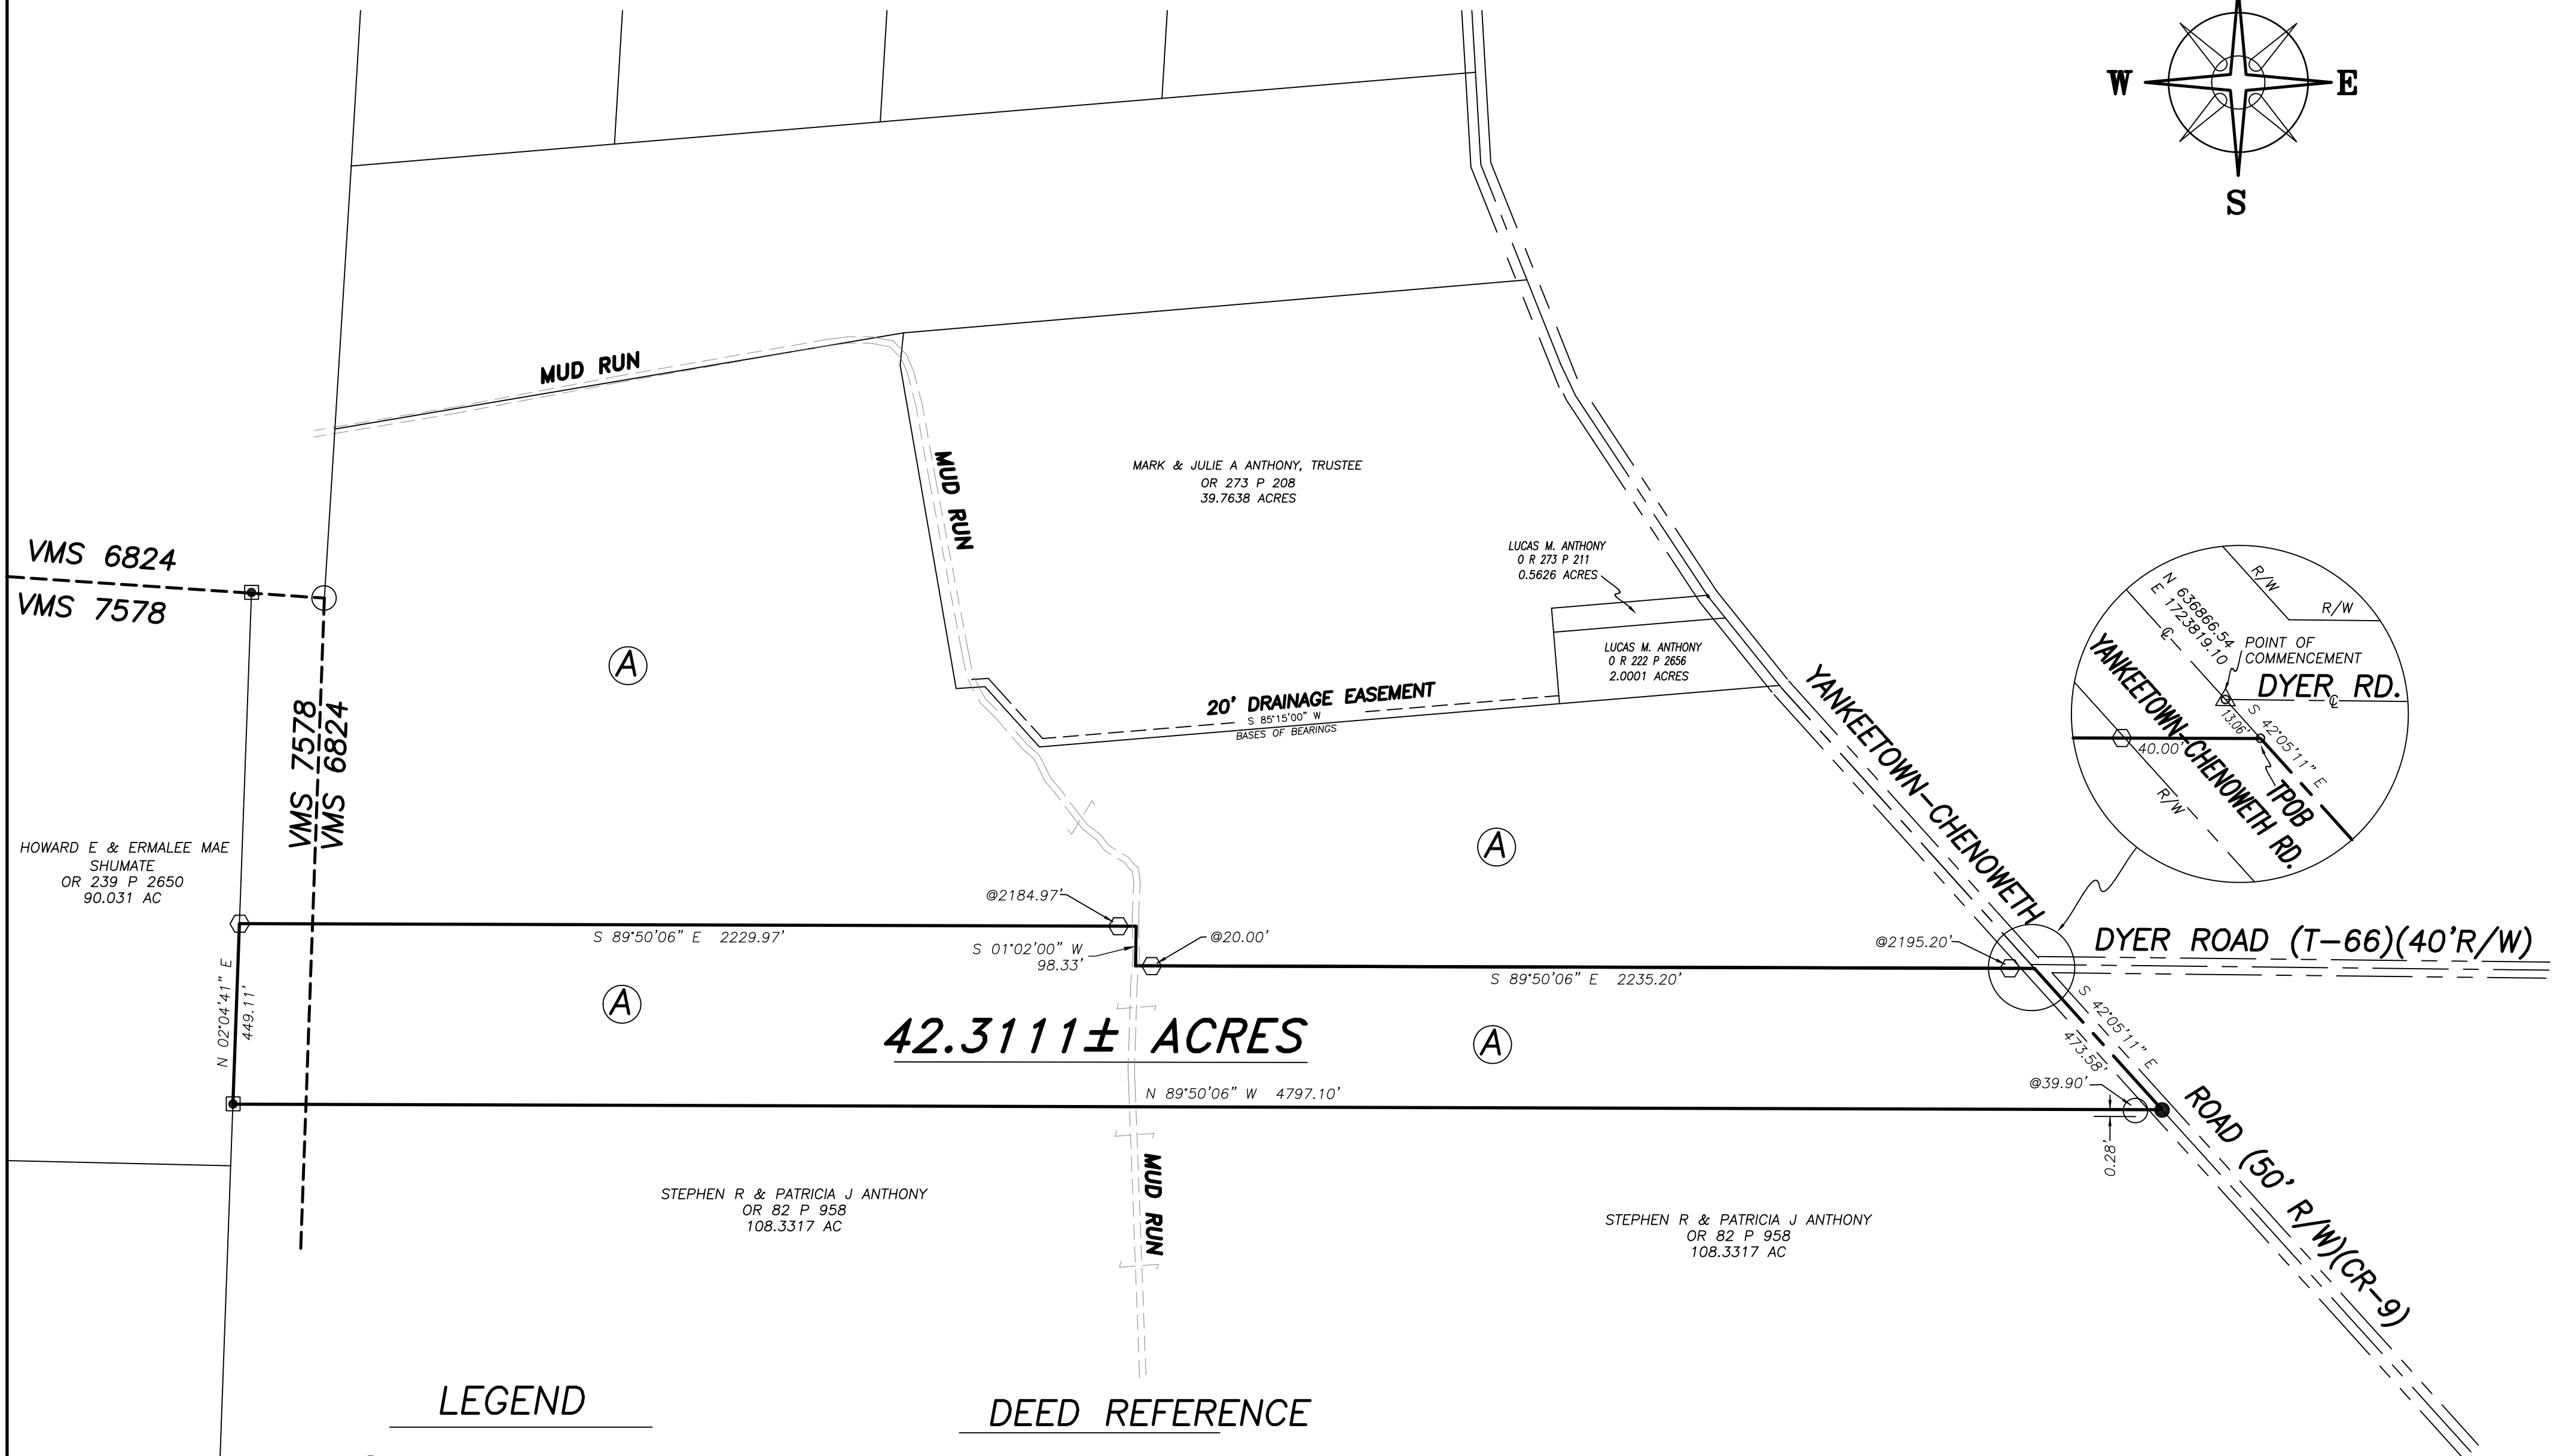 W
E
S
MUD RUN
MUD RUN
MARK & JULIE A ANTHONY, TRUSTEE
OR 273 P 208
39.7638 ACRES
LUCAS M. ANTHONY
O R 273 P 211
0.5626 ACRES
VMS 6824
VMS 7578
LUCAS M. ANTHONY
O R 222 P 2656
2.0001 ACRES
20' DRAINAGE EASEMENT
S 85°15'00" W
BASES OF BEARINGS
A
VMS 7578
VMS 6824
R/W
R/W
N 636866.54
E 1723819.10
℄
POINT OF
COMMENCEMENT
DYER RD.
℄
13.06'
S 42°05'11" E
40.00'
YANKEETOWN-CHENOWETH RD.
TPOB
R/W
YANKEETOWN-CHENOWETH
HOWARD E & ERMALEE MAE
SHUMATE
OR 239 P 2650
90.031 AC
A
@2184.97'
S 89°50'06" E 2229.97'
S 01°02'00" W
98.33'
@20.00'
@2195.20'
DYER ROAD (T-66)(40'R/W)
S 89°50'06" E 2235.20'
N 02°04'41" E
449.11'
A
42.3111± ACRES
A
S 42°05'11" E
473.58'
N 89°50'06" W 4797.10'
@39.90'
0.28'
ROAD (50' R/W)(CR-9)
MUD RUN
STEPHEN R & PATRICIA J ANTHONY
OR 82 P 958
108.3317 AC
STEPHEN R & PATRICIA J ANTHONY
OR 82 P 958
108.3317 AC
LEGEND
DEED REFERENCE